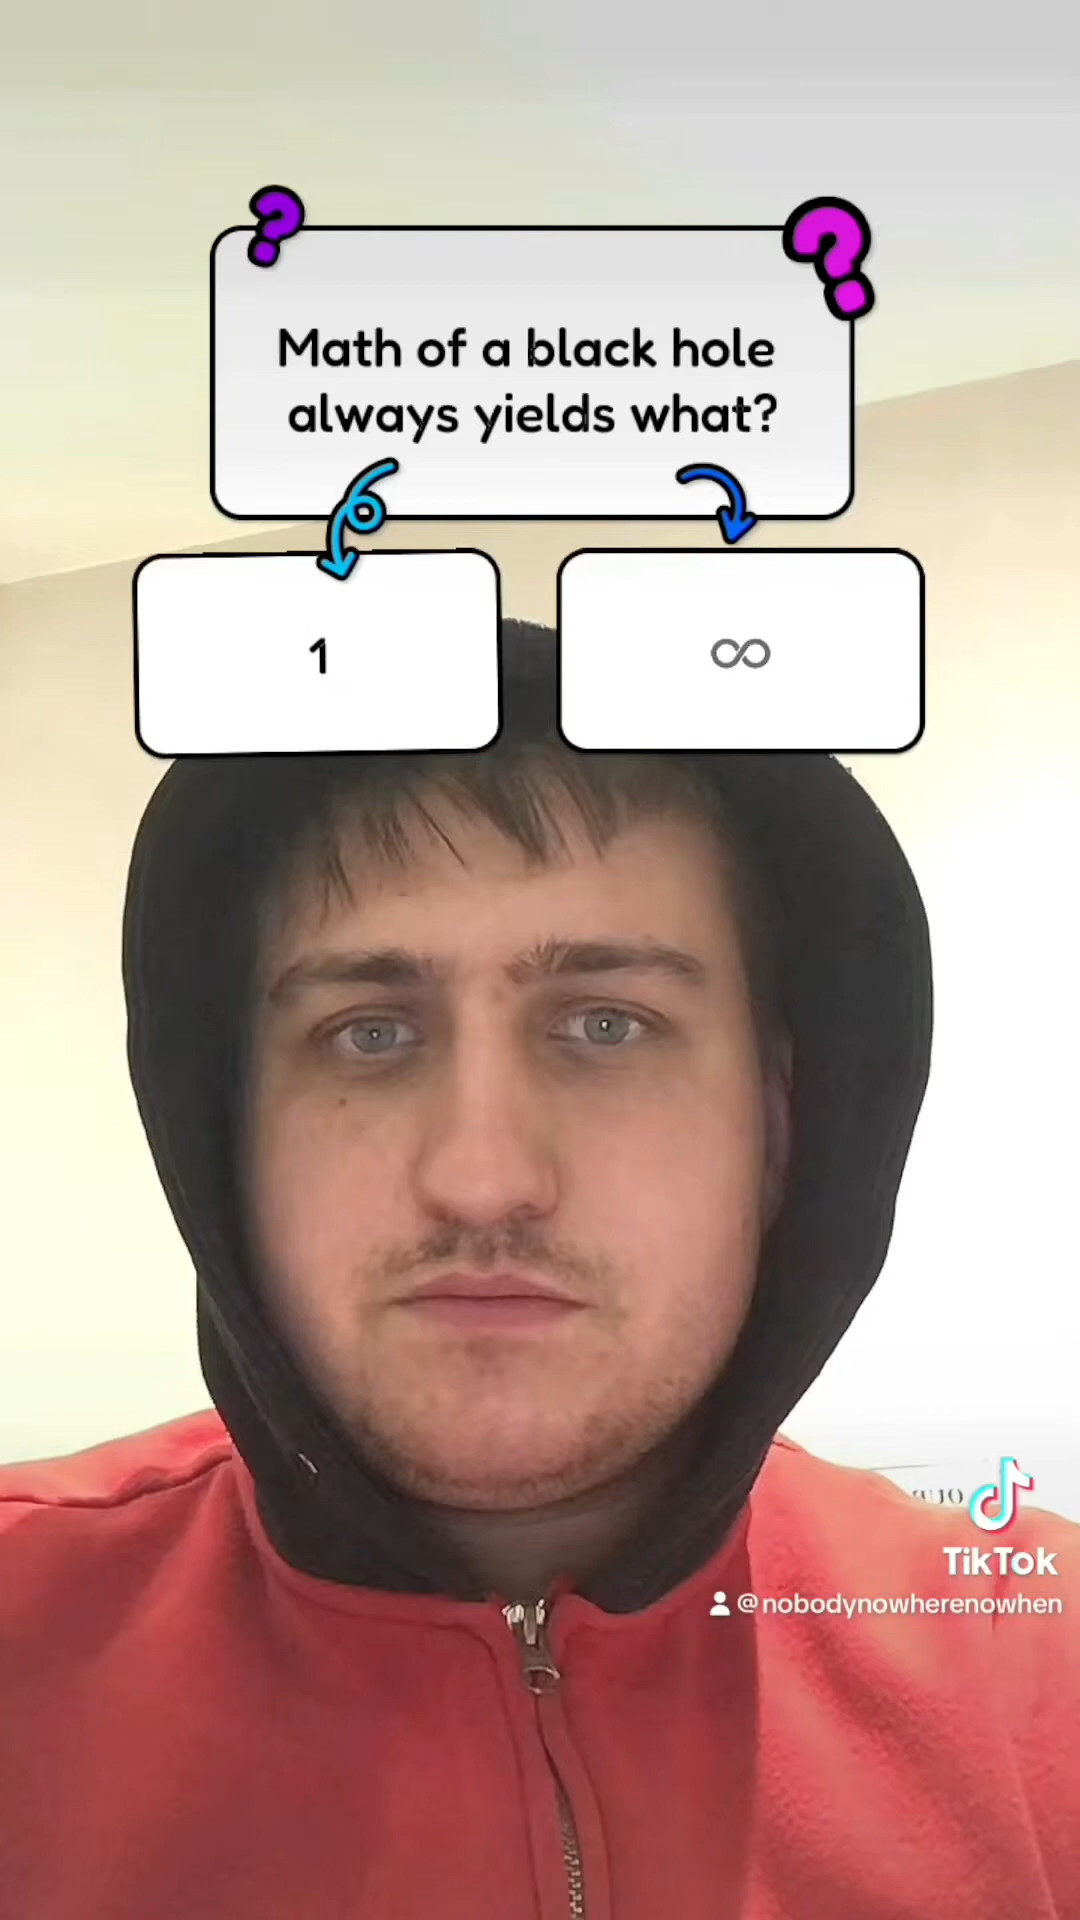 Math of a black hole
always yields what?
1
∞
TikTok
@nobodynowherenowhen